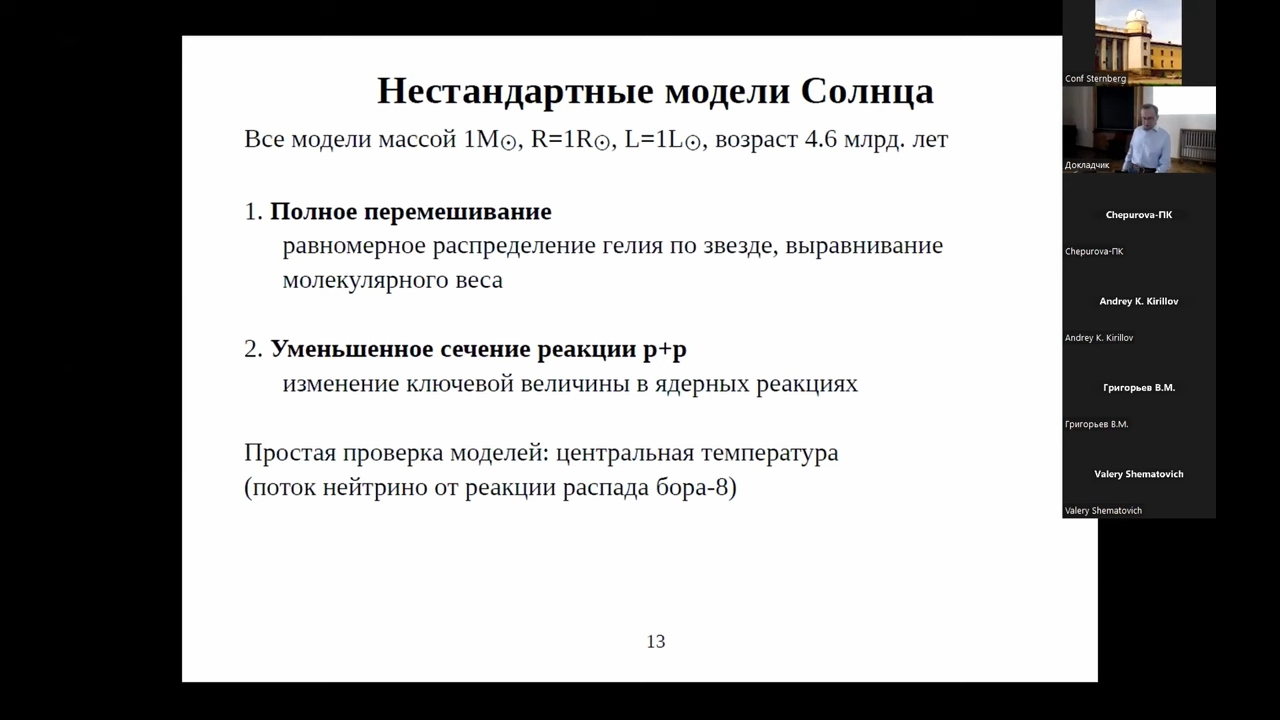 Нестандартные модели Солнца
Все модели массой 1M☉, R=1R☉, L=1L☉, возраст 4.6 млрд. лет
1. Полное перемешивание
равномерное распределение гелия по звезде, выравнивание
молекулярного веса
2. Уменьшенное сечение реакции p+p
изменение ключевой величины в ядерных реакциях
Простая проверка моделей: центральная температура
(поток нейтрино от реакции распада бора-8)
13
Conf Sternberg
Докладчик
Chepurova-ПК
Chepurova-ПК
Andrey K. Kirillov
Andrey K. Kirillov
Григорьев В.М.
Григорьев В.М.
Valery Shematovich
Valery Shematovich